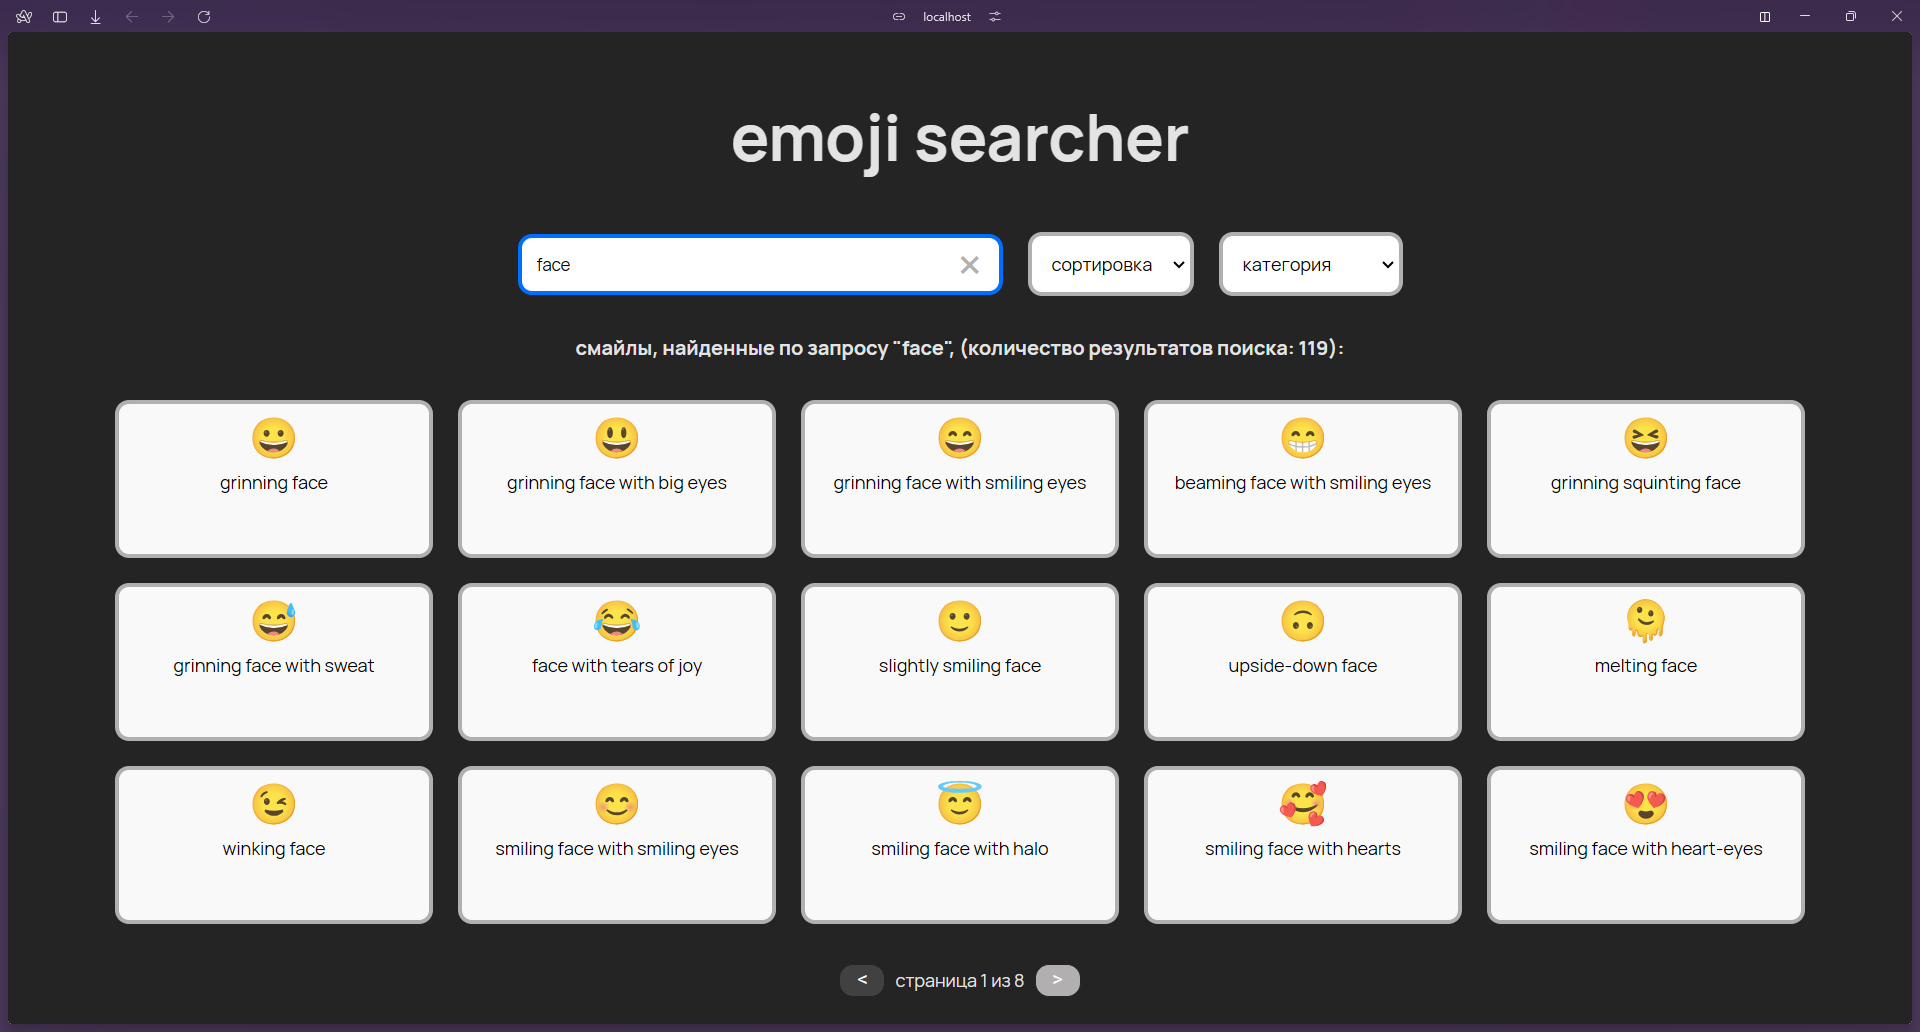 localhost
emoji searcher
face
сортировка
категория
смайлы, найденные по запросу "face", (количество результатов поиска: 119):
grinning face
grinning face with big eyes
grinning face with smiling eyes
beaming face with smiling eyes
grinning squinting face
grinning face with sweat
face with tears of joy
slightly smiling face
upside-down face
melting face
winking face
smiling face with smiling eyes
smiling face with halo
smiling face with hearts
smiling face with heart-eyes
< страница 1 из 8 >